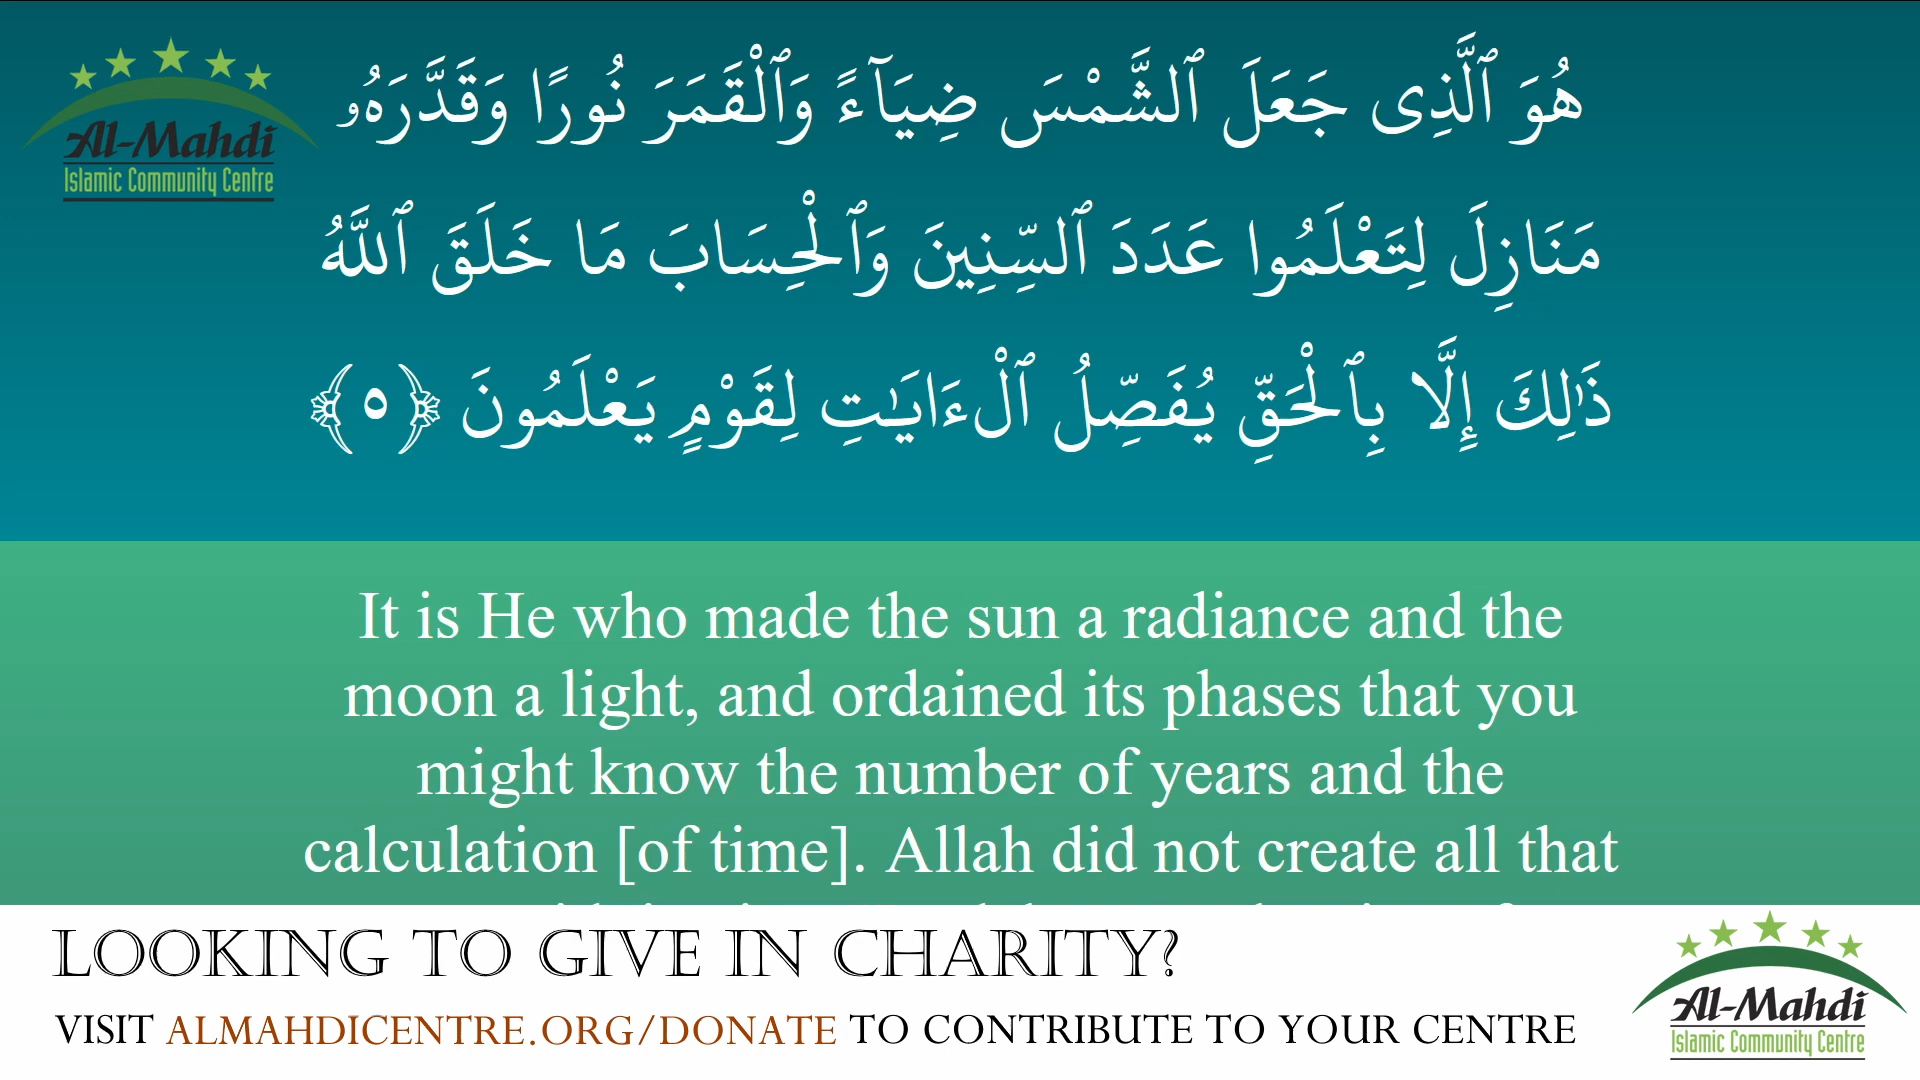 Al-Mahdi
Islamic Community Centre
هُوَ ٱلَّذِى جَعَلَ ٱلشَّمْسَ ضِيَآءً وَٱلْقَمَرَ نُورًا وَقَدَّرَهُۥ
مَنَازِلَ لِتَعْلَمُوا عَدَدَ ٱلسِّنِينَ وَٱلْحِسَابَ مَا خَلَقَ ٱللَّهُ
ذَٰلِكَ إِلَّا بِٱلْحَقِّ يُفَصِّلُ ٱلْءَايَـٰتِ لِقَوْمٍ يَعْلَمُونَ ﴿٥﴾
It is He who made the sun a radiance and the
moon a light, and ordained its phases that you
might know the number of years and the
calculation [of time]. Allah did not create all that
LOOKING TO GIVE IN CHARITY?
VISIT ALMAHDICENTRE.ORG/DONATE TO CONTRIBUTE TO YOUR CENTRE
Al-Mahdi
Islamic Community Centre